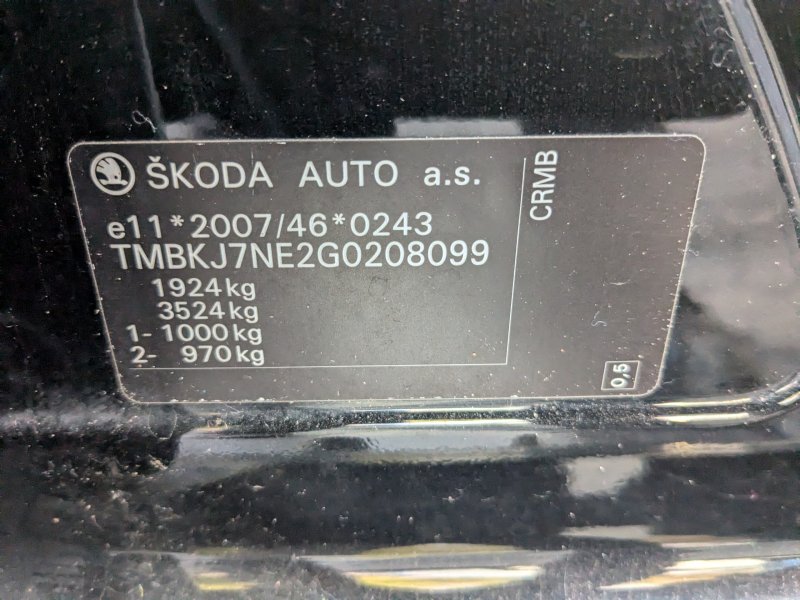 ŠKODA AUTO a.s.
e11*2007/46*0243
TMBKJ7NE2G0208099
1924kg
3524kg
1- 1000kg
2- 970kg
CRMB
0,5